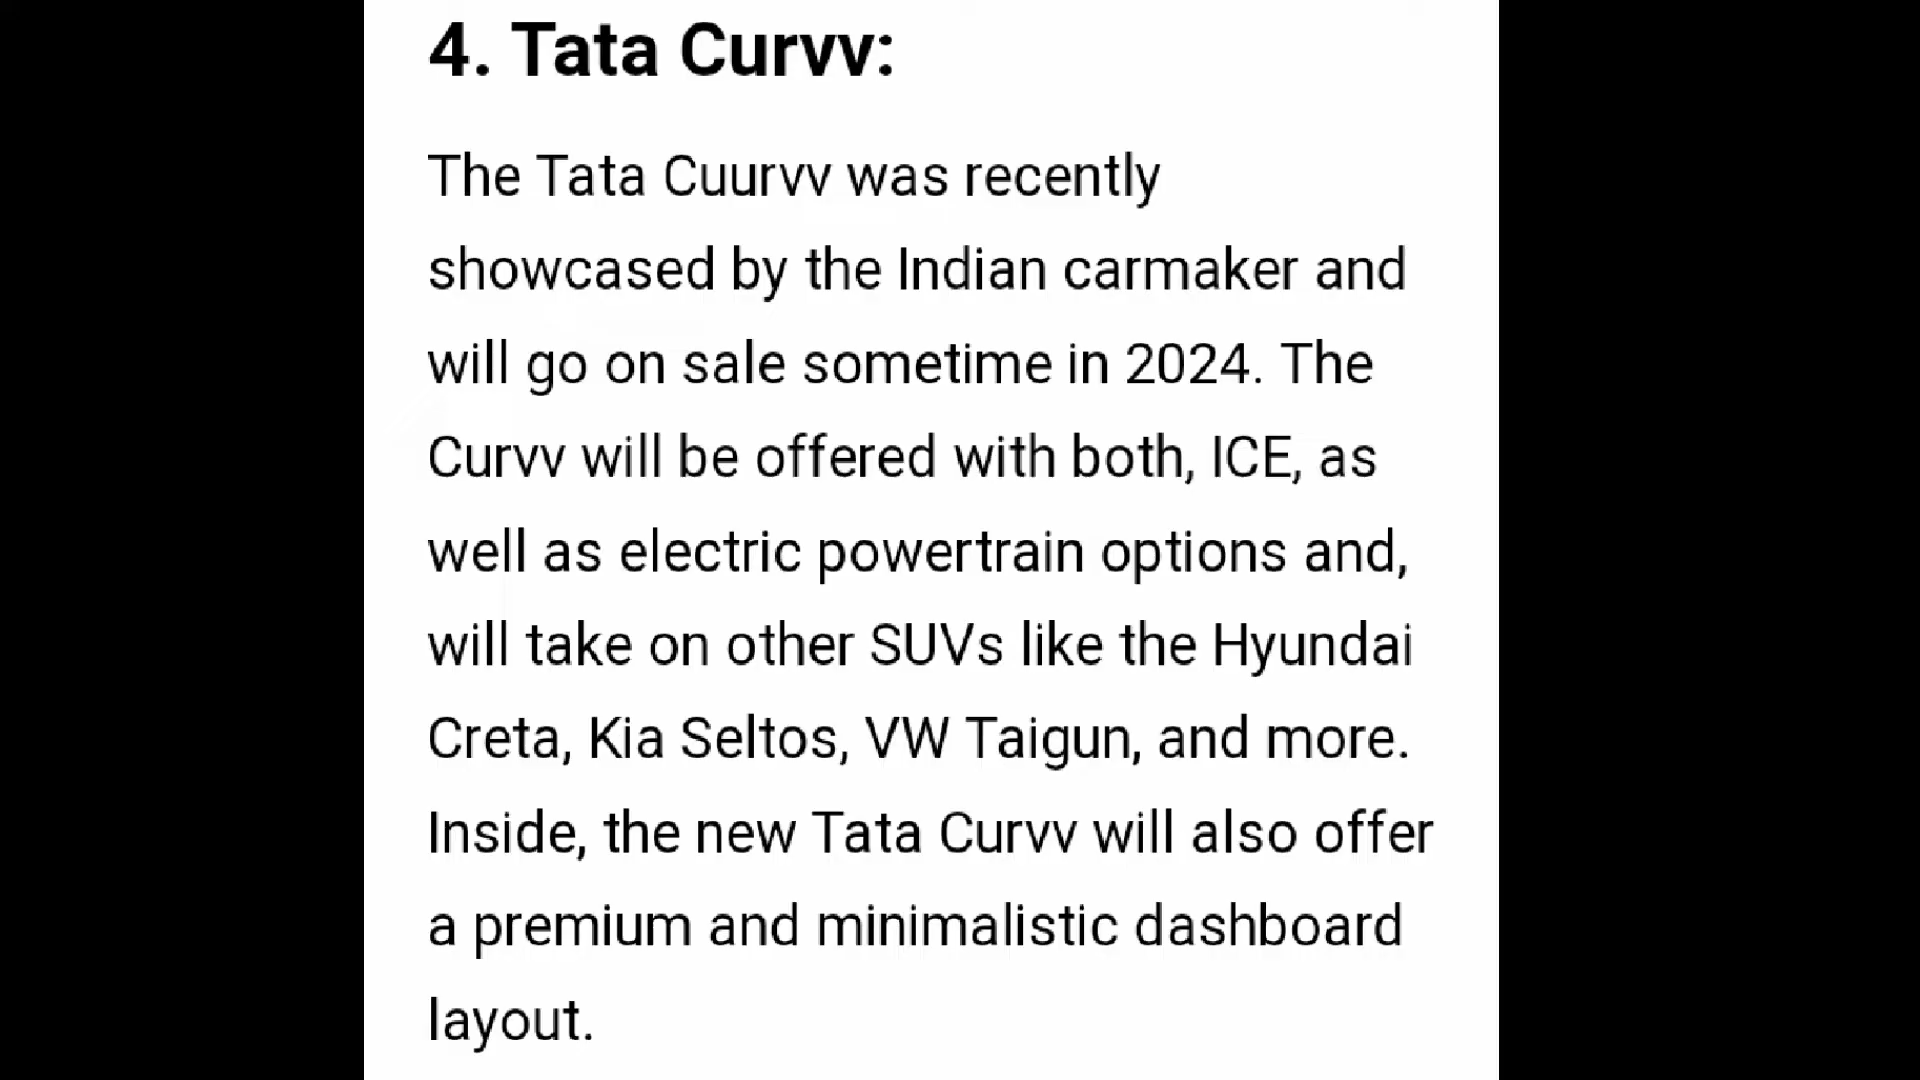 4. Tata Curvv:
The Tata Cuurvv was recently
showcased by the Indian carmaker and
will go on sale sometime in 2024. The
Curvv will be offered with both, ICE, as
well as electric powertrain options and,
will take on other SUVs like the Hyundai
Creta, Kia Seltos, VW Taigun, and more.
Inside, the new Tata Curvv will also offer
a premium and minimalistic dashboard
layout.